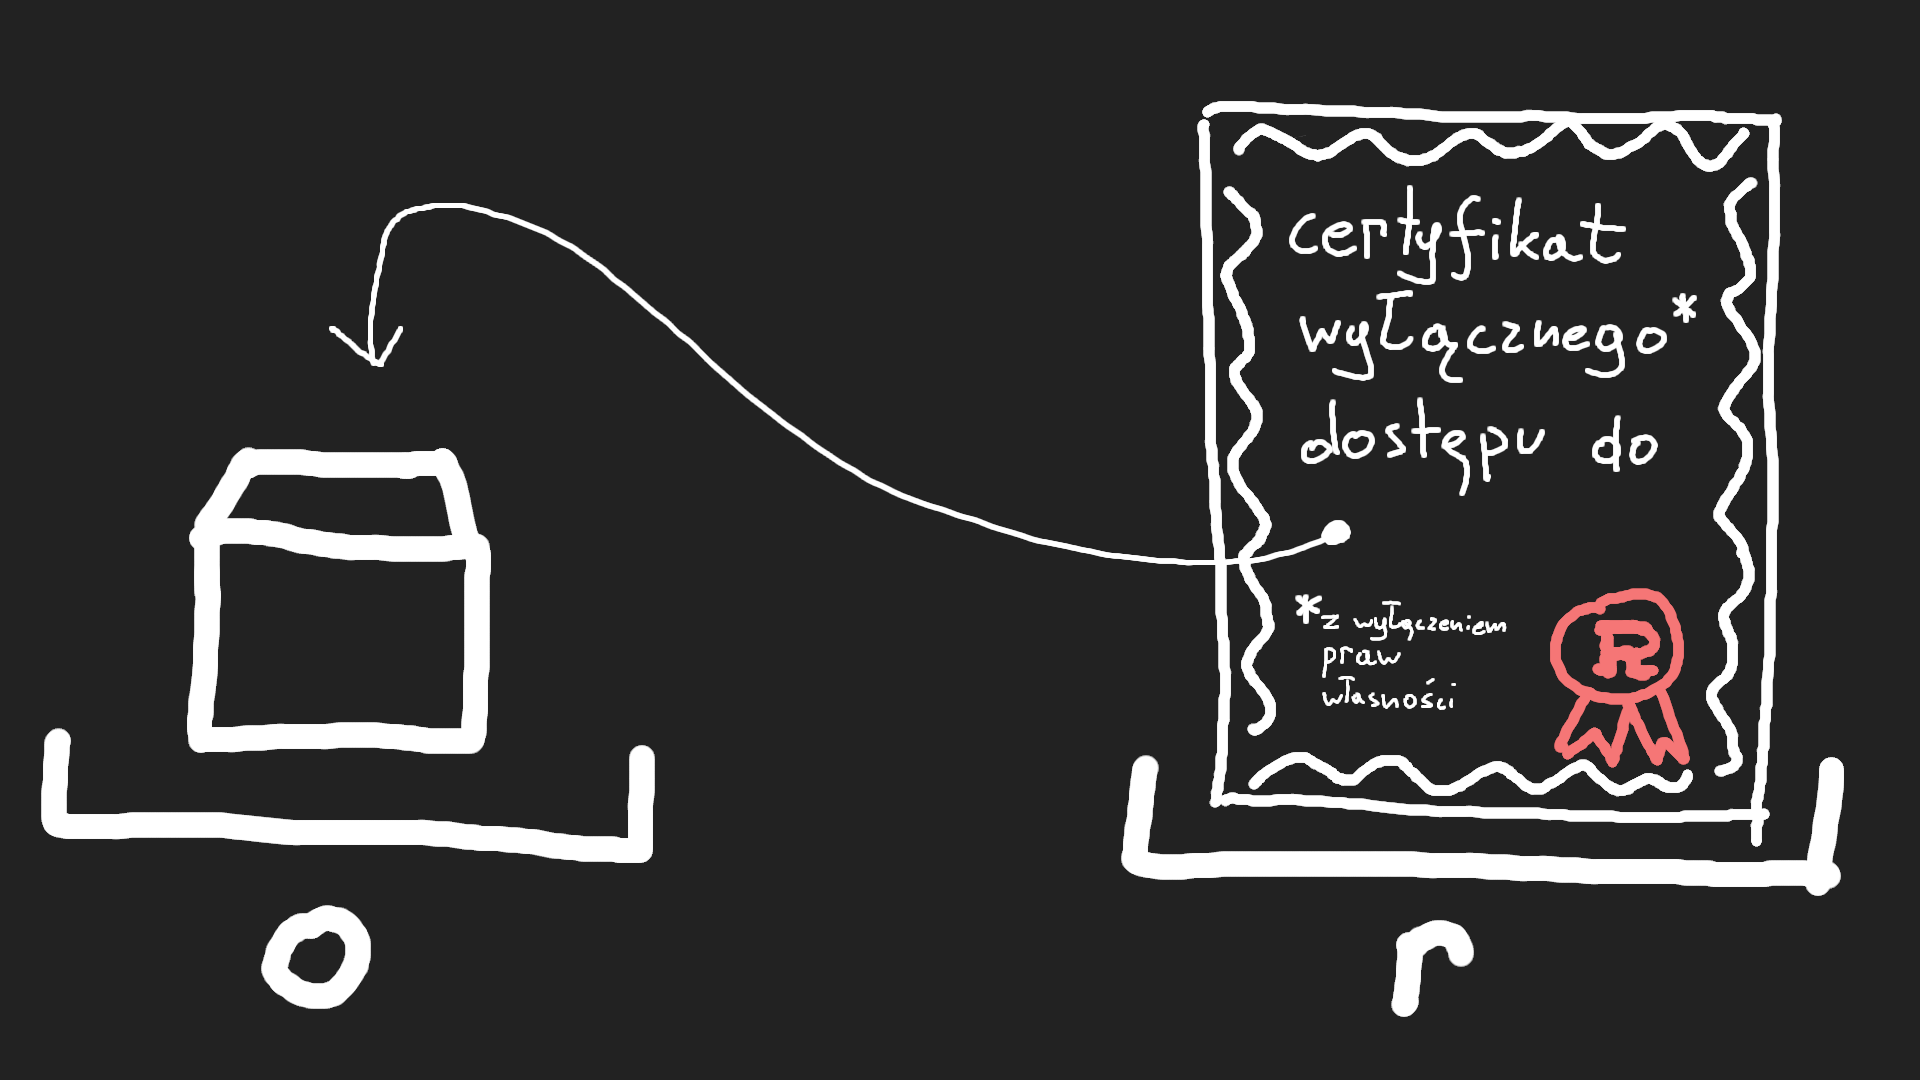 certyfikat
wyłącznego*
dostępu do
*z wyłączeniem
praw
własności
R
o
r